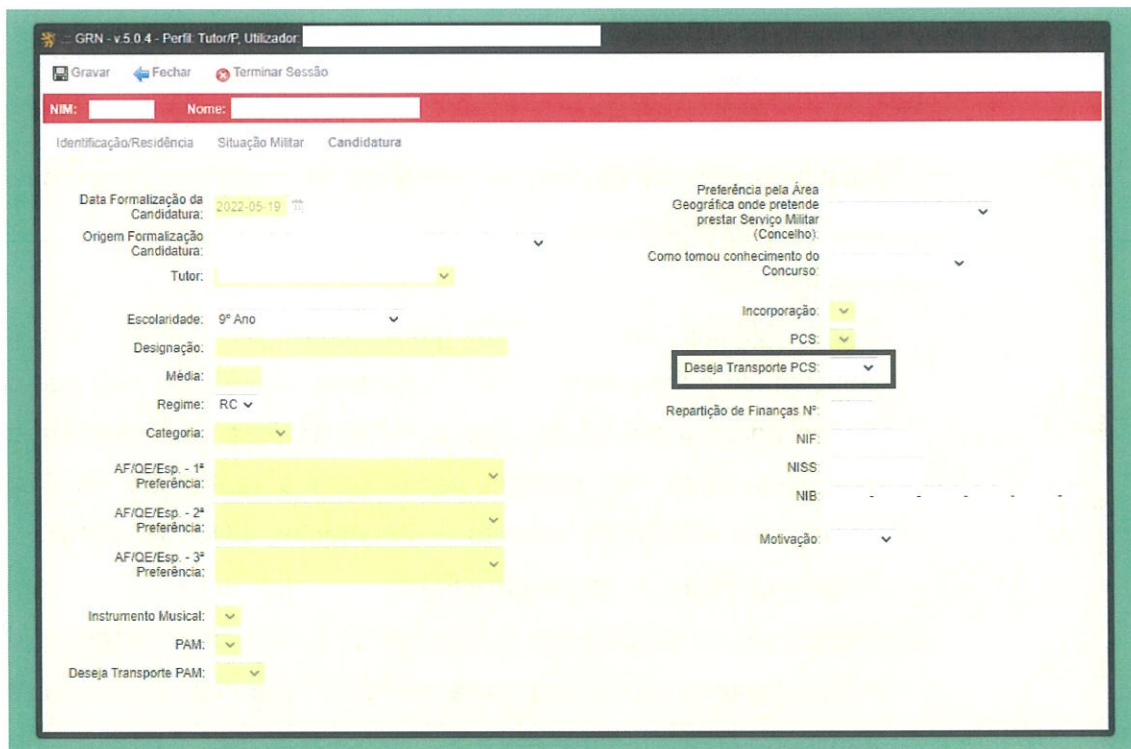 .:: GRN - v.5.0.4 - Perfil: Tutor/P, Utilizador:
Gravar Fechar Terminar Sessão
NIM: Nome:
Identificação/Residência Situação Militar Candidatura
Data Formalização da
Candidatura: 2022-05-19
Origem Formalização
Candidatura:
Tutor:
Escolaridade: 9º Ano
Designação:
Média:
Regime: RC
Categoria:
AF/QE/Esp. - 1ª
Preferência:
AF/QE/Esp. - 2ª
Preferência:
AF/QE/Esp. - 3ª
Preferência:
Instrumento Musical:
PAM:
Deseja Transporte PAM:
Preferência pela Área
Geográfica onde pretende
prestar Serviço Militar
(Concelho):
Como tomou conhecimento do
Concurso:
Incorporação:
PCS:
Deseja Transporte PCS:
Repartição de Finanças Nº:
NIF:
NISS:
NIB: - - - - -
Motivação: